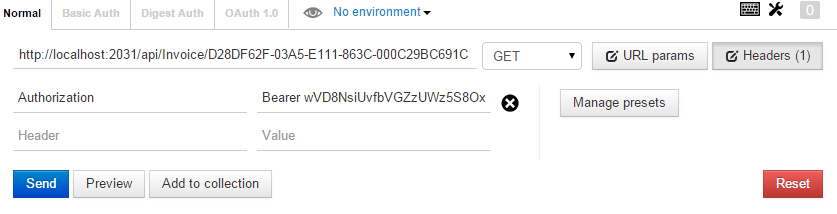 Normal Basic Auth Digest Auth OAuth 1.0 No environment 0
http://localhost:2031/api/Invoice/D28DF62F-03A5-E111-863C-000C29BC691C GET URL params Headers (1)
Authorization Bearer wVD8NsiUvfbVGZzUWz5S8Ox Manage presets
Header Value
Send Preview Add to collection Reset